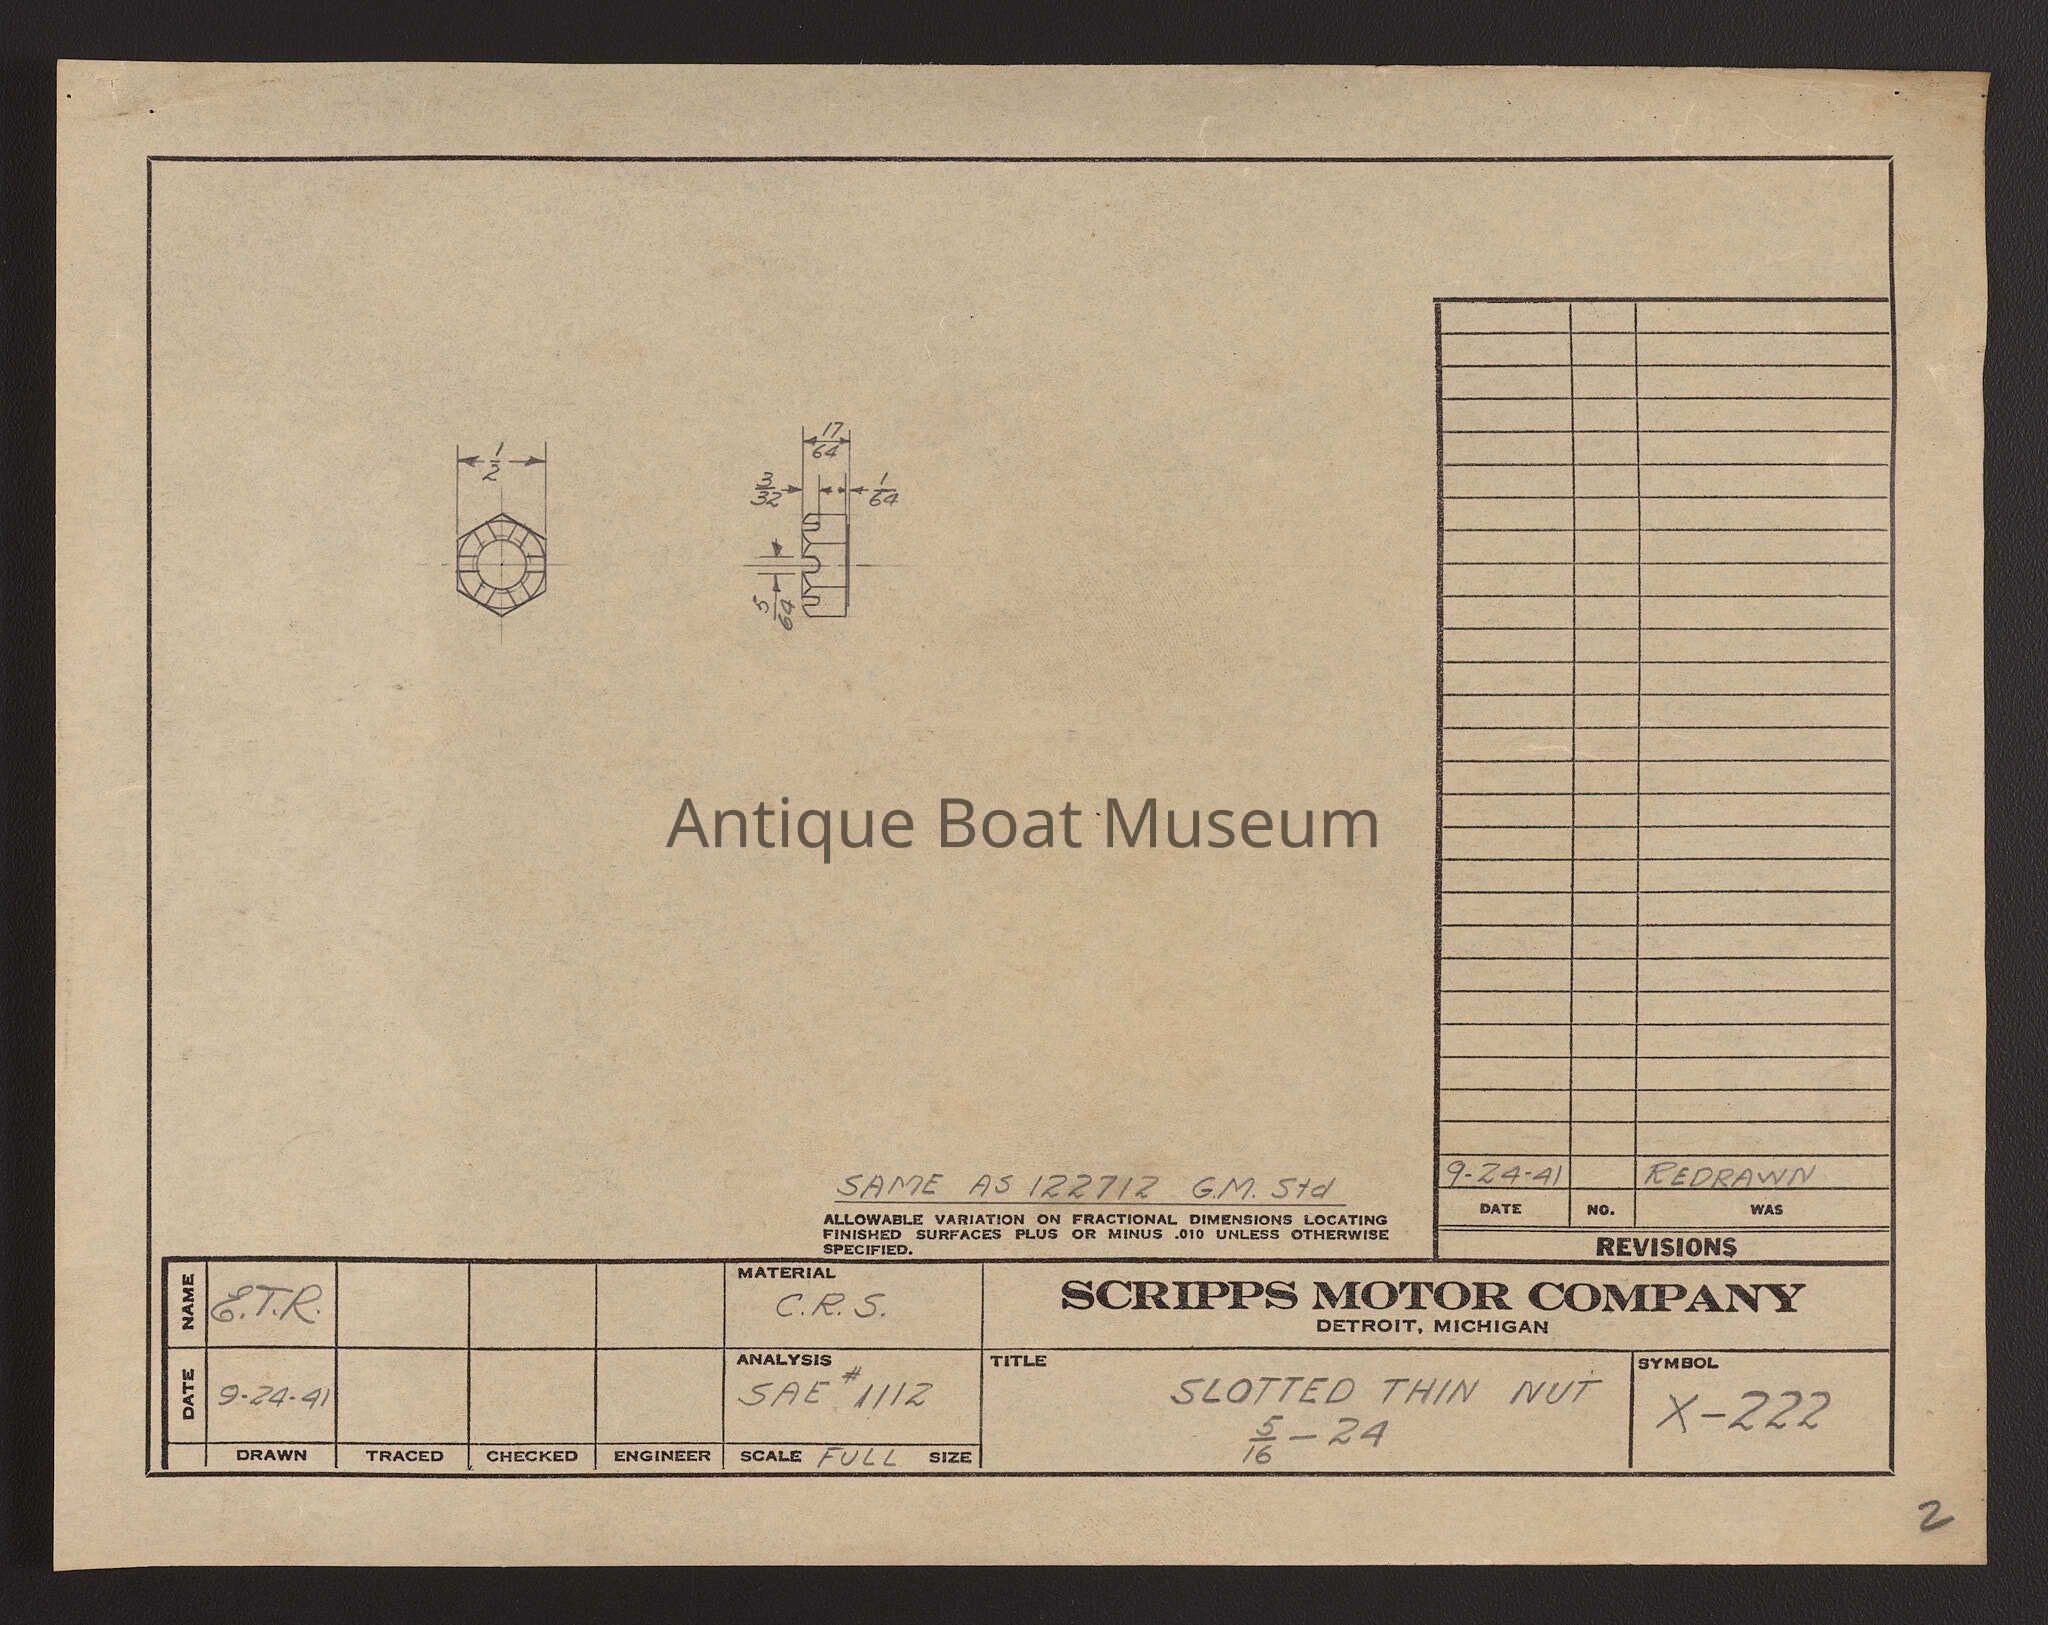 1/2
17/64
3/32
1/64
5/64
Antique Boat Museum
SAME AS 122712 G.M. Std
ALLOWABLE VARIATION ON FRACTIONAL DIMENSIONS LOCATING
FINISHED SURFACES PLUS OR MINUS .010 UNLESS OTHERWISE
SPECIFIED.
9-24-41 REDRAWN
DATE NO. WAS
REVISIONS
NAME E.T.R.
DATE 9-24-41
DRAWN TRACED CHECKED ENGINEER
MATERIAL
C.R.S.
ANALYSIS
SAE #1112
SCALE FULL SIZE
SCRIPPS MOTOR COMPANY
DETROIT, MICHIGAN
TITLE
SLOTTED THIN NUT
5/16 - 24
SYMBOL
X-222
2